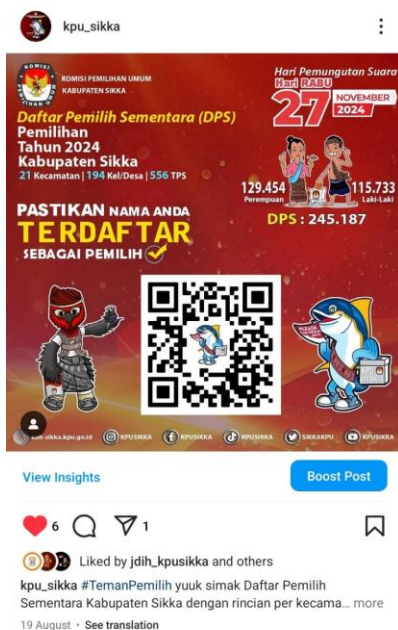 kpu_sikka
KOMISI PEMILIHAN UMUM
KABUPATEN SIKKA
Hari Pemungutan Suara
Hari RABU
27 NOVEMBER 2024
Daftar Pemilih Sementara (DPS)
Pemilihan
Tahun 2024
Kabupaten Sikka
21 Kecamatan | 194 Kel/Desa | 556 TPS
129.454
Perempuan
115.733
Laki-Laki
DPS : 245.187
PASTIKAN NAMA ANDA
TERDAFTAR
SEBAGAI PEMILIH
sikka.kpu.go.id KPUSIKKA KPUSIKKA KPUSIKKA SIKKAKPU KPUSIKKA
View Insights
Boost Post
6 1
Liked by jdih_kpusikka and others
kpu_sikka #TemanPemilih yuuk simak Daftar Pemilih
Sementara Kabupaten Sikka dengan rincian per kecama... more
19 August • See translation